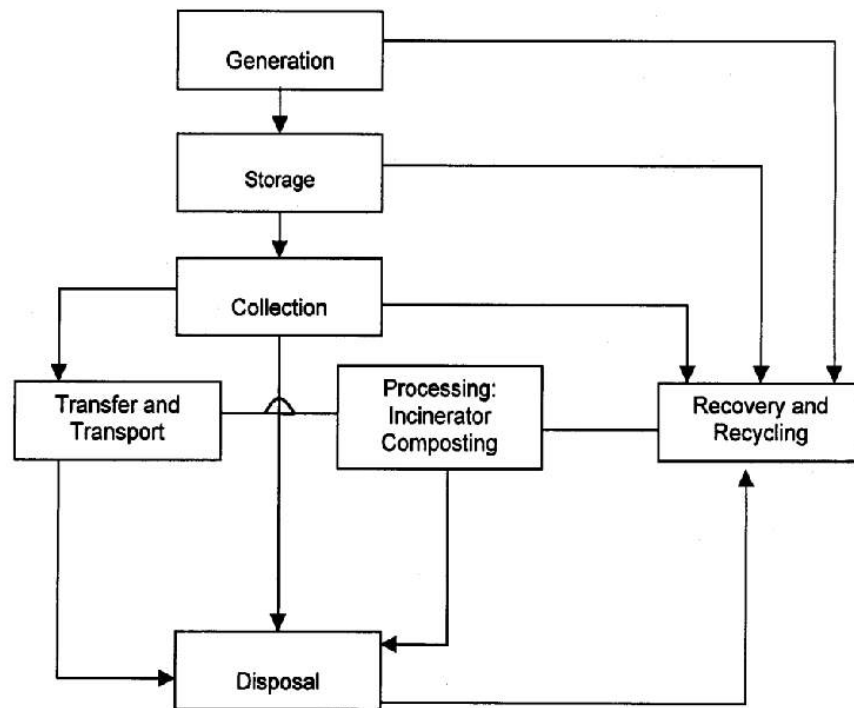 Generation
Storage
Collection
Transfer and
Transport
Processing:
Incinerator
Composting
Recovery and
Recycling
Disposal